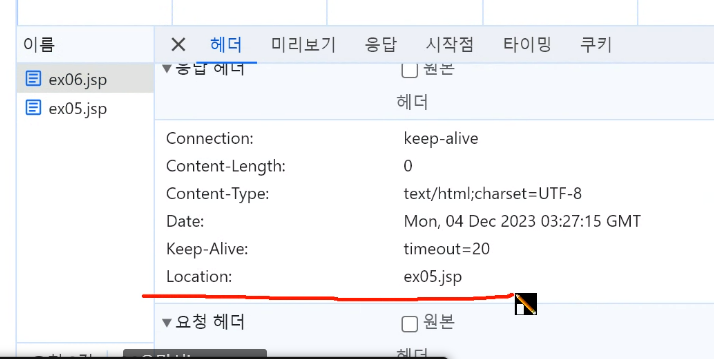 이름
헤더 미리보기 응답 시작점 타이밍 쿠키
ex06.jsp
ex05.jsp
응답 헤더 원본
헤더
Connection: keep-alive
Content-Length: 0
Content-Type: text/html;charset=UTF-8
Date: Mon, 04 Dec 2023 03:27:15 GMT
Keep-Alive: timeout=20
Location: ex05.jsp
요청 헤더 원본
헤더